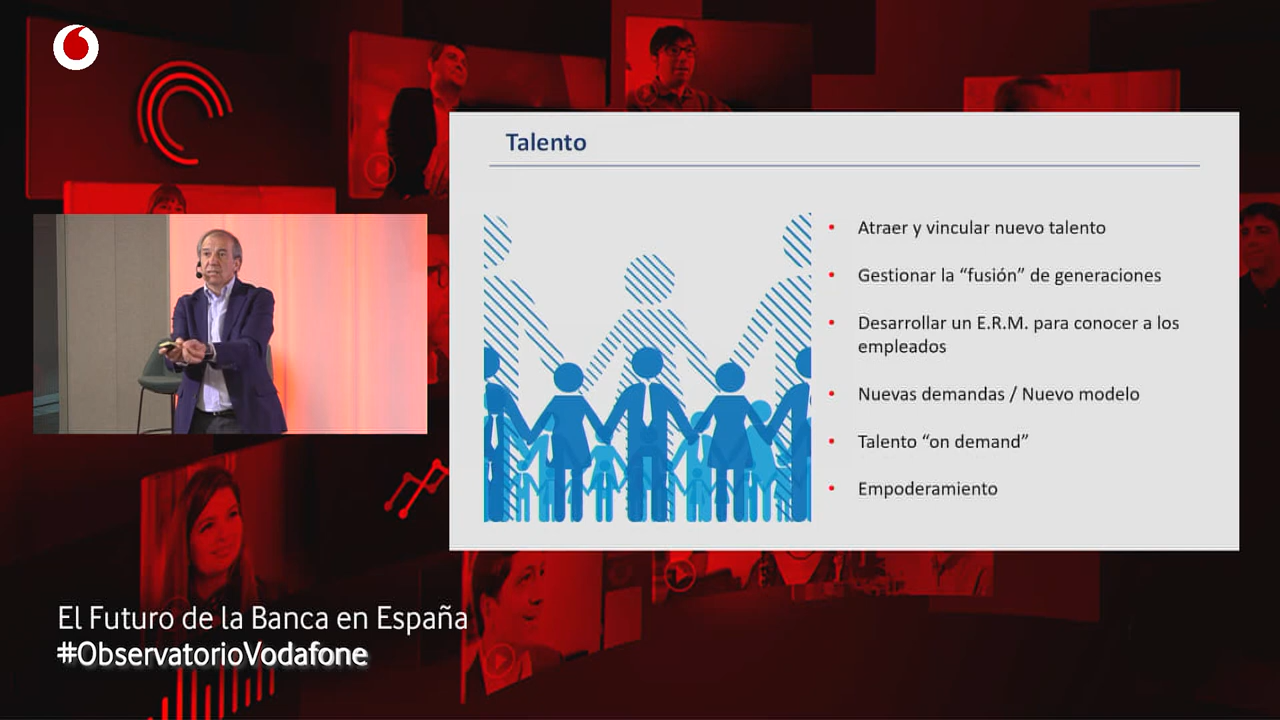 Talento
Atraer y vincular nuevo talento
Gestionar la “fusión” de generaciones
Desarrollar un E.R.M. para conocer a los
empleados
Nuevas demandas / Nuevo modelo
Talento “on demand”
Empoderamiento
El Futuro de la Banca en España
#ObservatorioVodafone